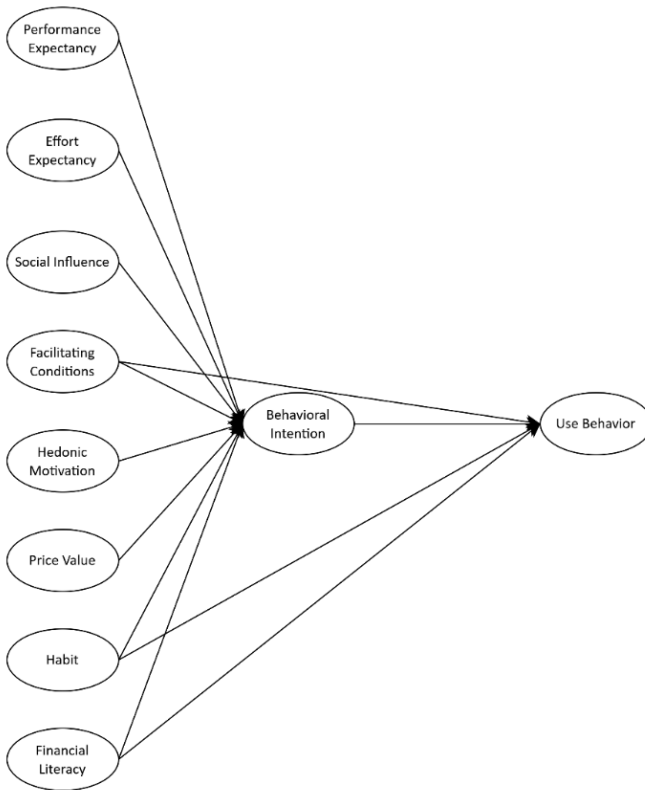 Performance
Expectancy
Effort
Expectancy
Social Influence
Facilitating
Conditions
Hedonic
Motivation
Price Value
Habit
Financial
Literacy
Behavioral
Intention
Use Behavior